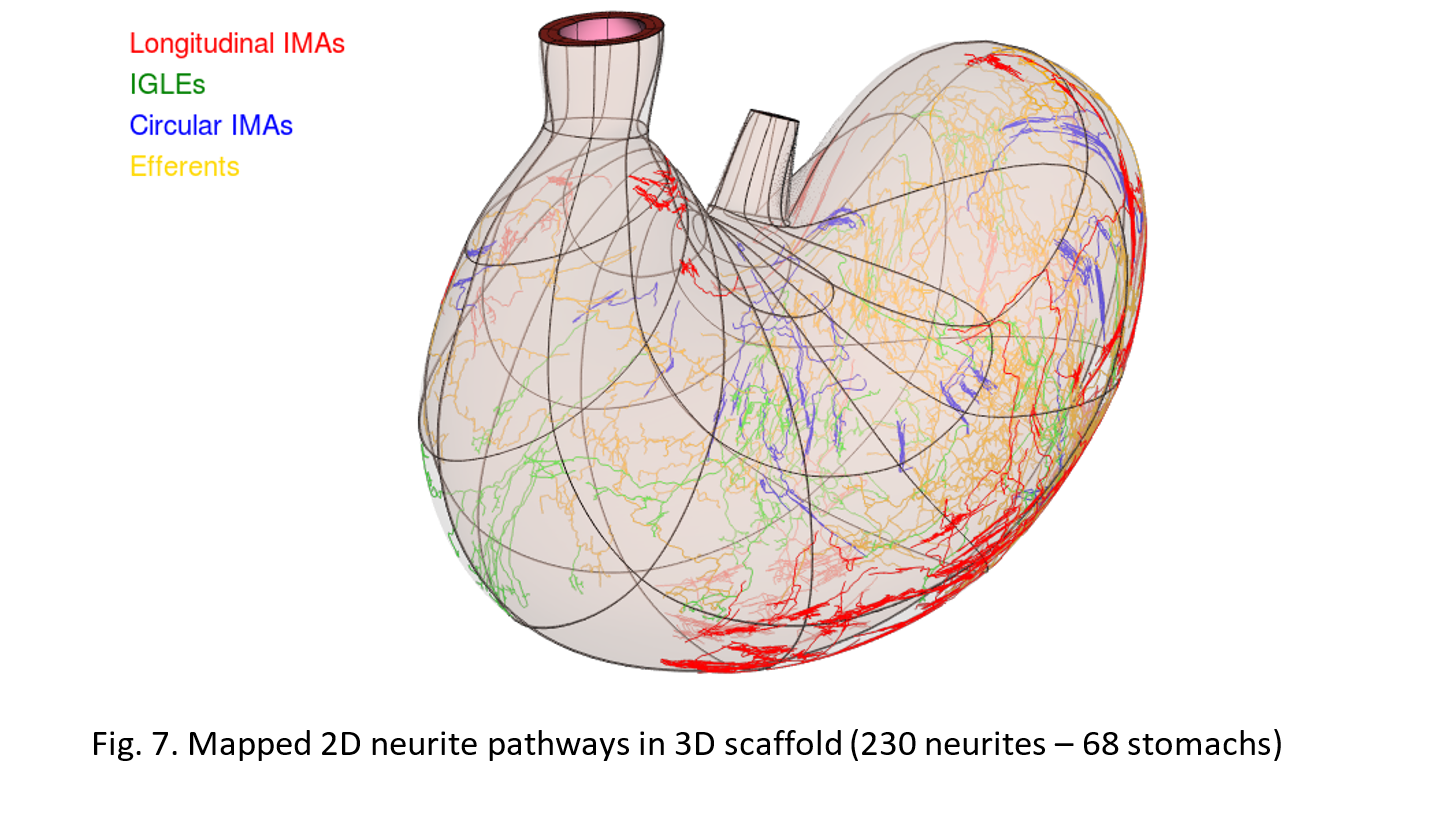 Longitudinal IMAs
IGLEs
Circular IMAs
Efferents
Fig. 7. Mapped 2D neurite pathways in 3D scaffold (230 neurites – 68 stomachs)